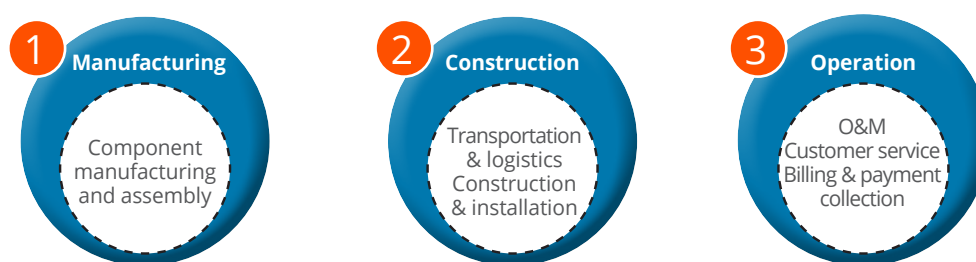 1
Manufacturing
Component
manufacturing
and assembly
2
Construction
Transportation
& logistics
Construction
& installation
3
Operation
O&M
Customer service
Billing & payment
collection